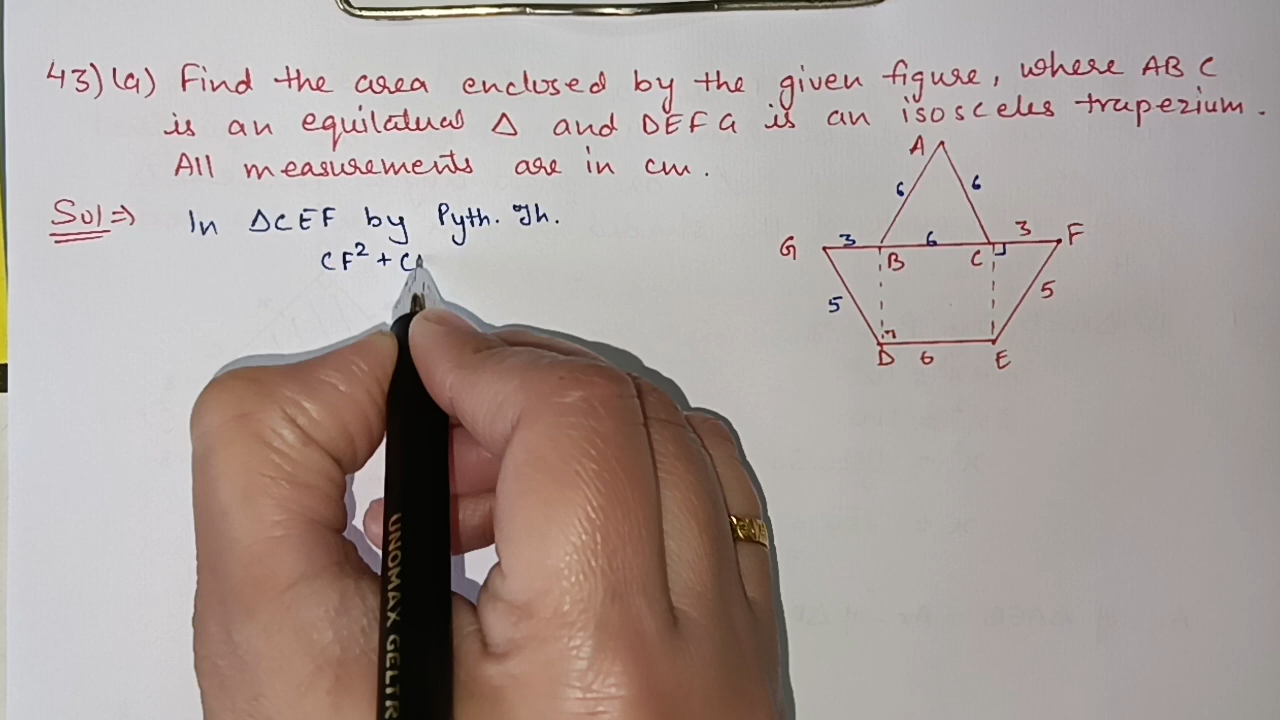 43) (a) Find the area enclosed by the given figure, where ABC
is an equilateral Δ and DEFG is an isosceles trapezium.
All measurements are in cm.
Sol ⇒ In ΔCEF by Pyth. Th.
CF² + C
A
6 6
G 3 B 6 C 3 F
5 5
D 6 E
UNOMAX GELTR